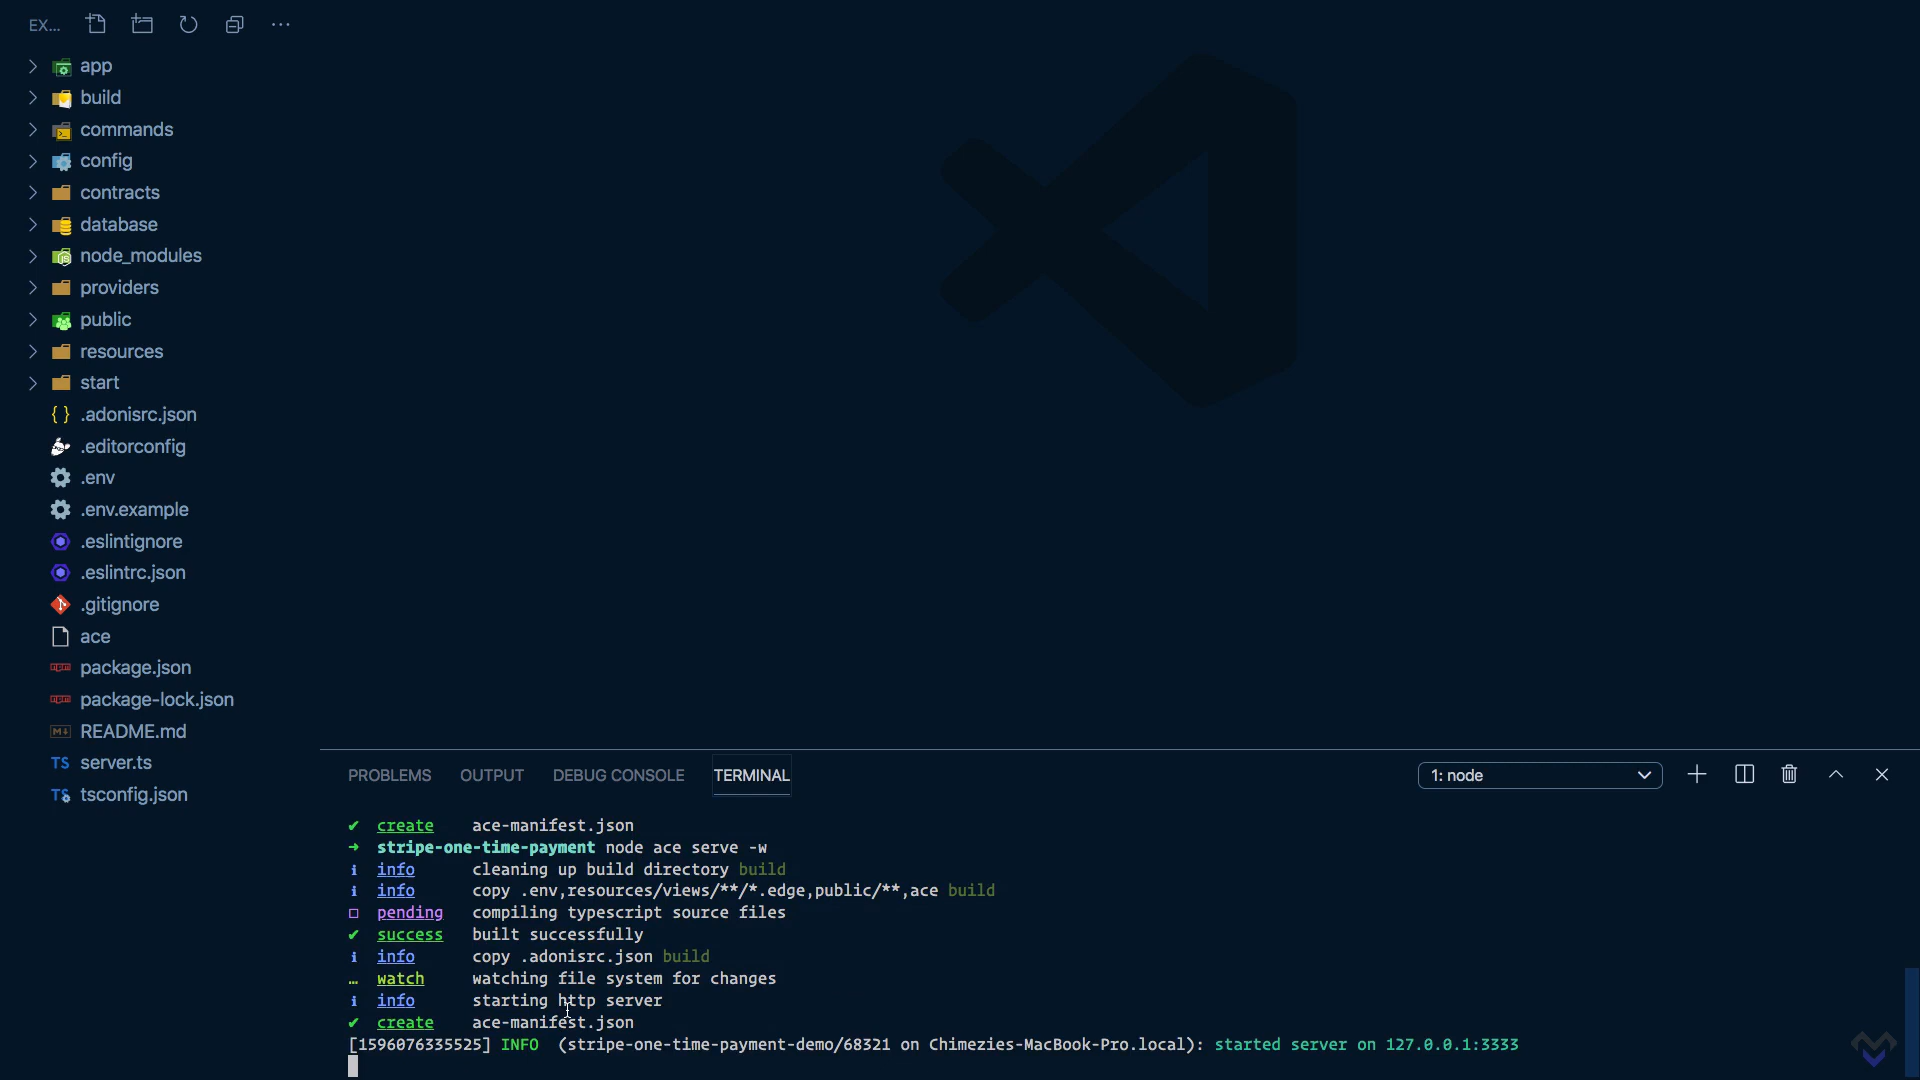 EX...
app
build
commands
config
contracts
database
node_modules
providers
public
resources
start
.adonisrc.json
.editorconfig
.env
.env.example
.eslintignore
.eslintrc.json
.gitignore
ace
package.json
package-lock.json
README.md
TS server.ts
TS tsconfig.json
PROBLEMS OUTPUT DEBUG CONSOLE TERMINAL 1: node
✔ create ace-manifest.json
→ stripe-one-time-payment node ace serve -w
ℹ info cleaning up build directory build
ℹ info copy .env,resources/views/**/*.edge,public/**,ace build
◻ pending compiling typescript source files
✔ success built successfully
ℹ info copy .adonisrc.json build
… watch watching file system for changes
ℹ info starting http server
✔ create ace-manifest.json
[1596076335525] INFO (stripe-one-time-payment-demo/68321 on Chimezies-MacBook-Pro.local): started server on 127.0.0.1:3333